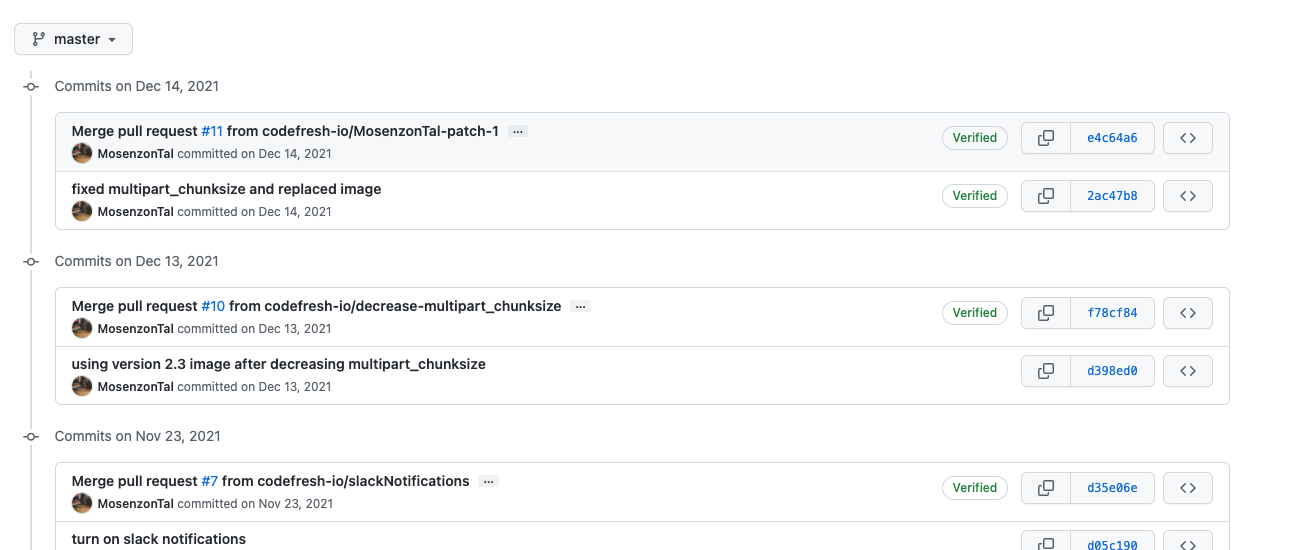 master
Commits on Dec 14, 2021
Merge pull request #11 from codefresh-io/MosenzonTal-patch-1 ...
MosenzonTal committed on Dec 14, 2021
Verified
e4c64a6
fixed multipart_chunksize and replaced image
MosenzonTal committed on Dec 14, 2021
Verified
2ac47b8
Commits on Dec 13, 2021
Merge pull request #10 from codefresh-io/decrease-multipart_chunksize ...
MosenzonTal committed on Dec 13, 2021
Verified
f78cf84
using version 2.3 image after decreasing multipart_chunksize
MosenzonTal committed on Dec 13, 2021
d398ed0
Commits on Nov 23, 2021
Merge pull request #7 from codefresh-io/slackNotifications ...
MosenzonTal committed on Nov 23, 2021
Verified
d35e06e
turn on slack notifications
d05c190